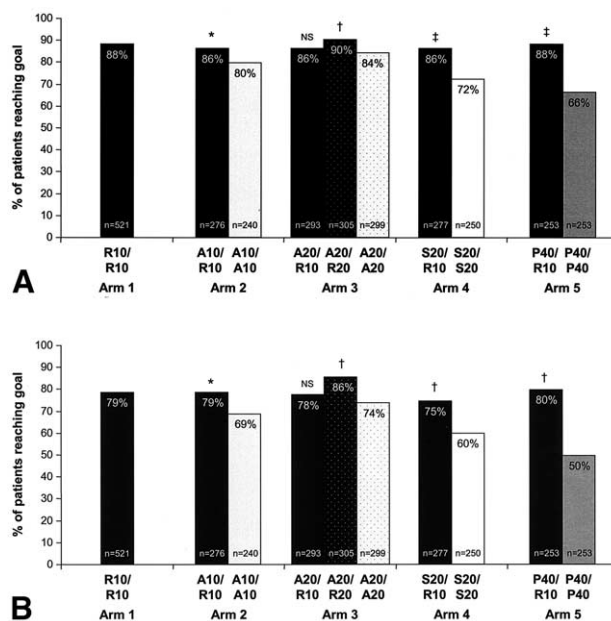 100
90
80
70
60
50
40
30
20
10
0
% of patients reaching goal
88%
n=521
*
86%
n=276
80%
n=240
NS
86%
n=293
†
90%
n=305
84%
n=299
‡
86%
n=277
72%
n=250
‡
88%
n=253
66%
n=253
R10/ A10/ A10/ A20/ A20/ A20/ S20/ S20/ P40/ P40/
R10 R10 A10 R10 R20 A20 R10 S20 R10 P40
Arm 1 Arm 2 Arm 3 Arm 4 Arm 5
A
100
90
80
70
60
50
40
30
20
10
0
% of patients reaching goal
79%
n=521
*
79%
n=276
69%
n=240
NS
78%
n=293
†
86%
n=305
74%
n=299
†
75%
n=277
60%
n=250
†
80%
n=253
50%
n=253
R10/ A10/ A10/ A20/ A20/ A20/ S20/ S20/ P40/ P40/
R10 R10 A10 R10 R20 A20 R10 S20 R10 P40
Arm 1 Arm 2 Arm 3 Arm 4 Arm 5
B